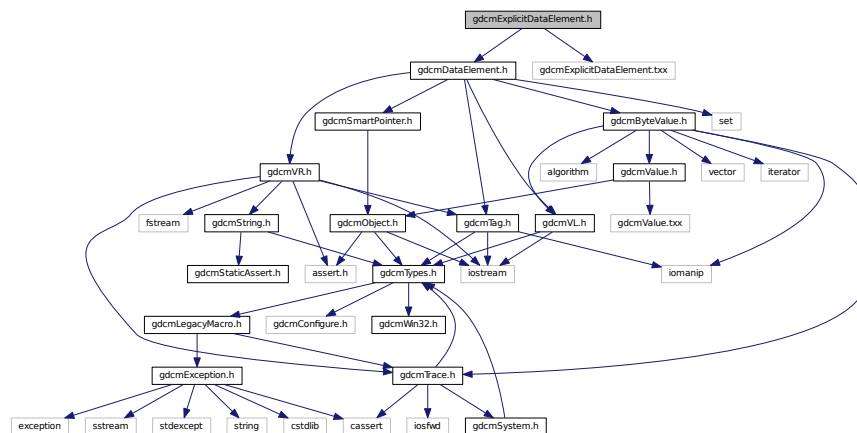 gdcmExplicitDataElement.h
gdcmDataElement.h
gdcmExplicitDataElement.txx
gdcmSmartPointer.h
gdcmByteValue.h
set
gdcmVR.h
algorithm
gdcmValue.h
vector
iterator
fstream
gdcmString.h
gdcmObject.h
gdcmTag.h
gdcmVL.h
gdcmValue.txx
gdcmStaticAssert.h
assert.h
gdcmTypes.h
iostream
iomanip
gdcmLegacyMacro.h
gdcmConfigure.h
gdcmWin32.h
gdcmException.h
gdcmTrace.h
exception
sstream
stdexcept
string
cstdlib
cassert
iosfwd
gdcmSystem.h